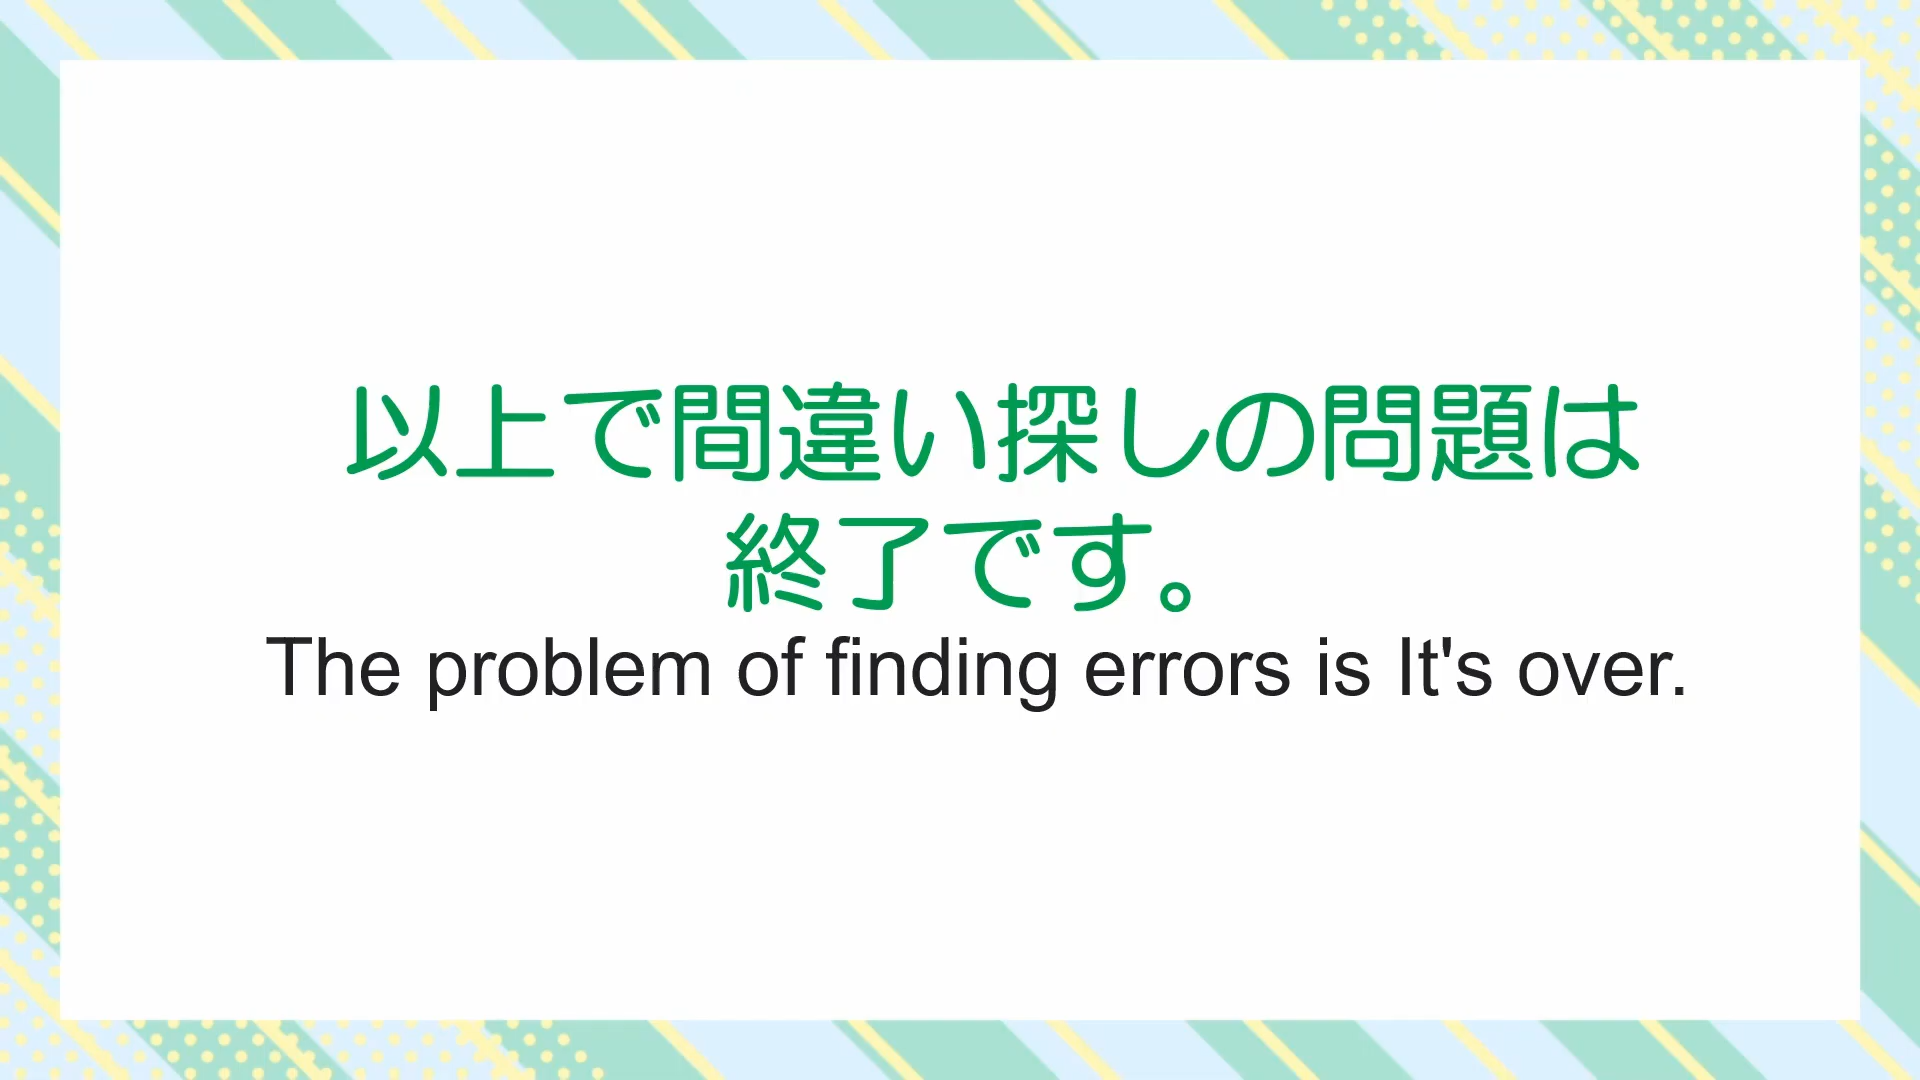 以上で間違い探しの問題は
終了です。
The problem of finding errors is It's over.